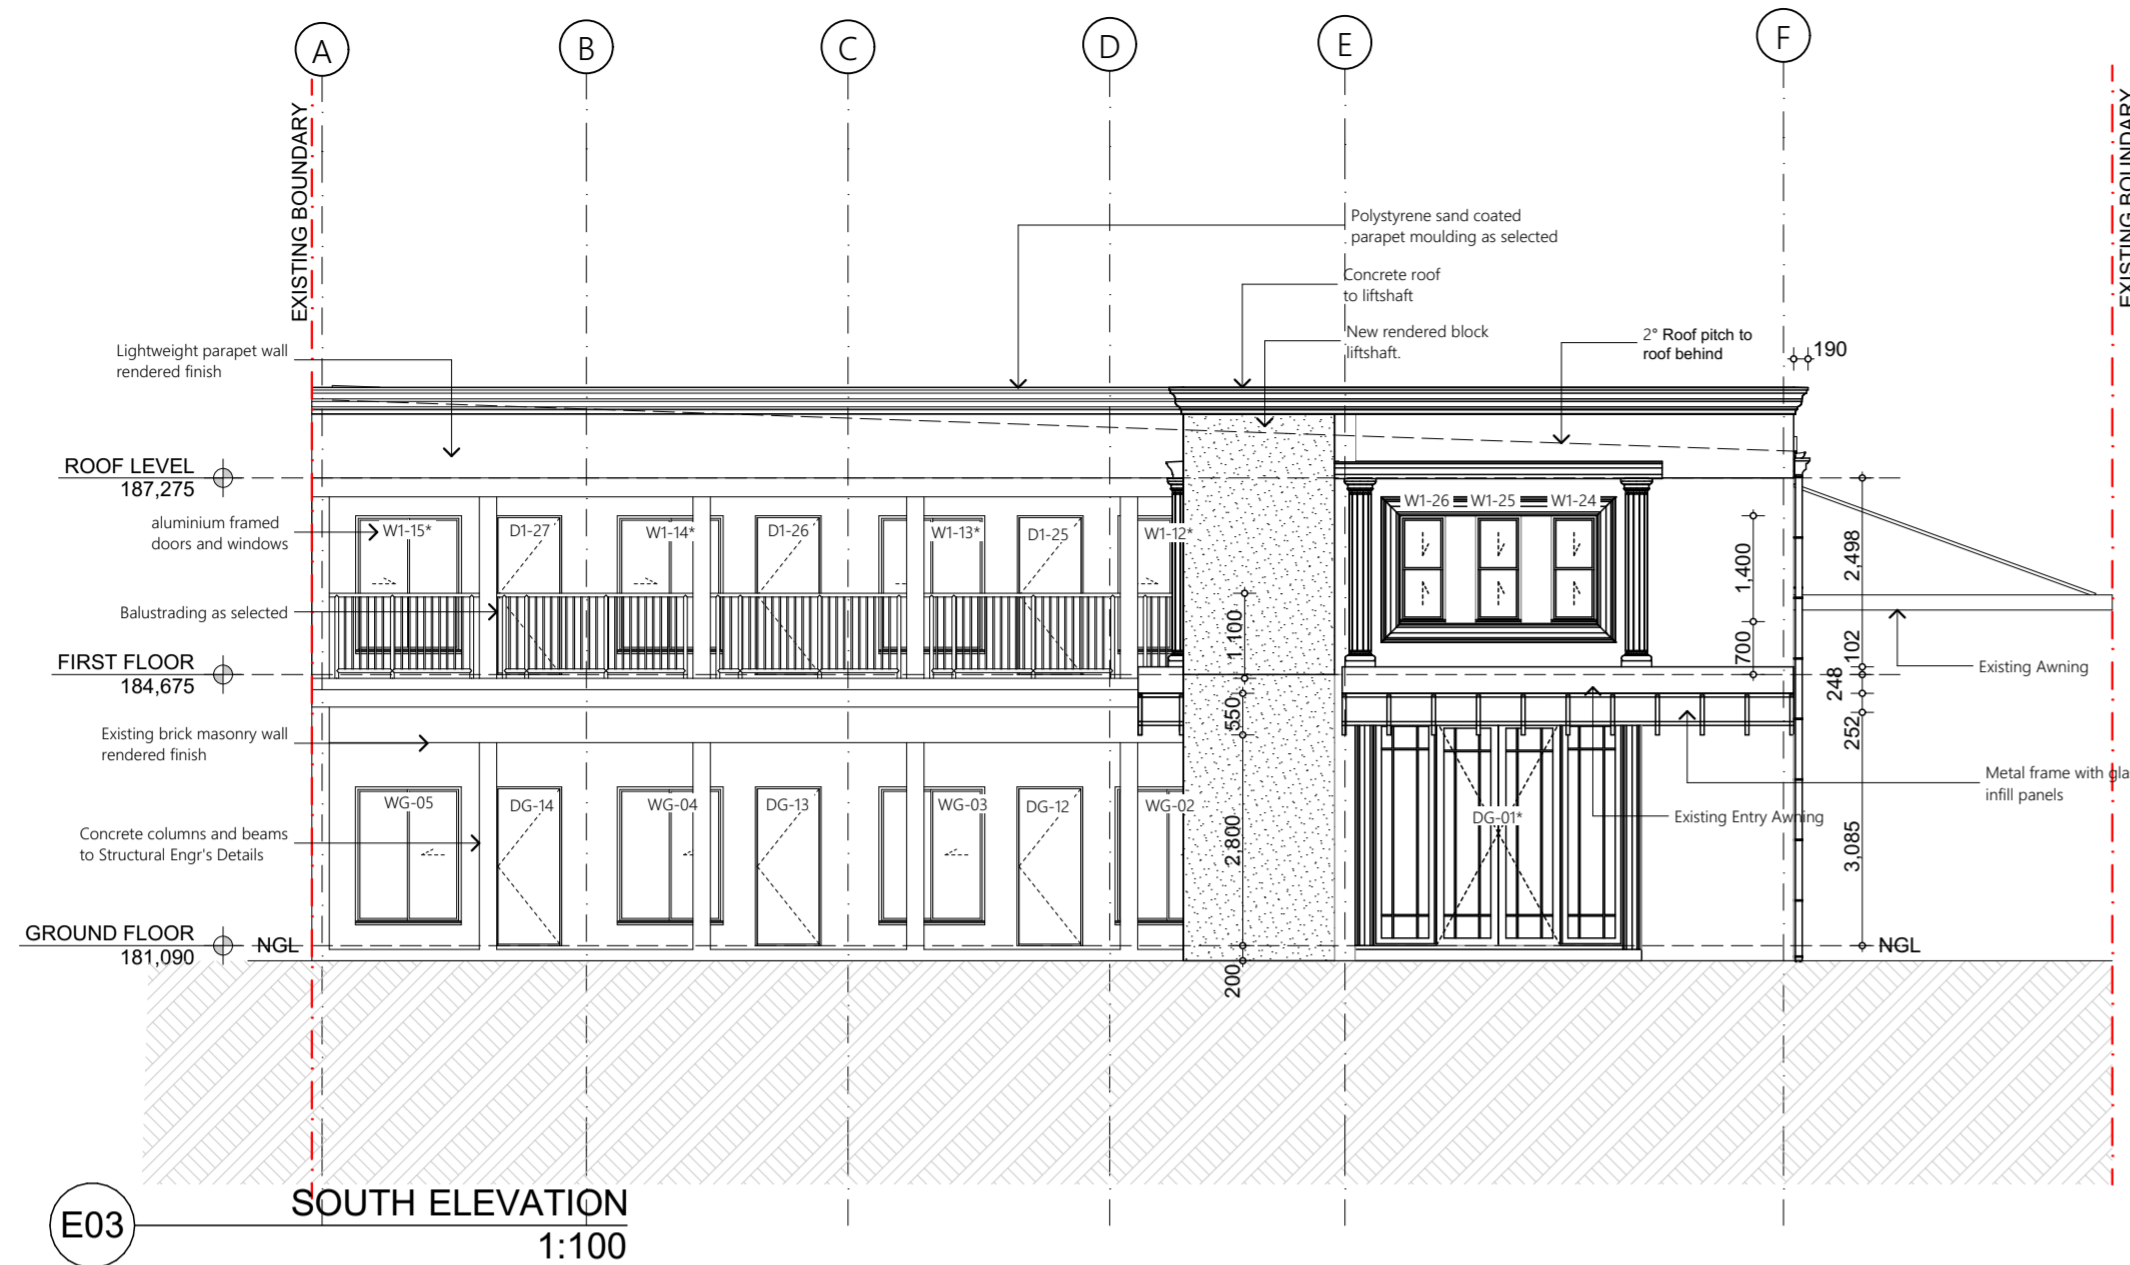 A
B
C
D
E
F
EXISTING BOUNDARY
EXISTING BOUNDARY
Polystyrene sand coated
parapet moulding as selected
Concrete roof
to liftshaft
New rendered block
liftshaft.
2° Roof pitch to
roof behind
190
Lightweight parapet wall
rendered finish
ROOF LEVEL
187,275
aluminium framed
doors and windows
W1-15*
D1-27
W1-14*
D1-26
W1-13*
D1-25
W1-12*
W1-26
W1-25
W1-24
1,400
2,498
Balustrading as selected
1,100
700
102
FIRST FLOOR
184,675
Existing Awning
248
550
252
Existing brick masonry wall
rendered finish
Metal frame with gla
infill panels
WG-05
DG-14
WG-04
DG-13
WG-03
DG-12
WG-02
DG-01*
Existing Entry Awning
Concrete columns and beams
to Structural Engr's Details
2,800
3,085
GROUND FLOOR
181,090
NGL
NGL
200
E03
SOUTH ELEVATION
1:100